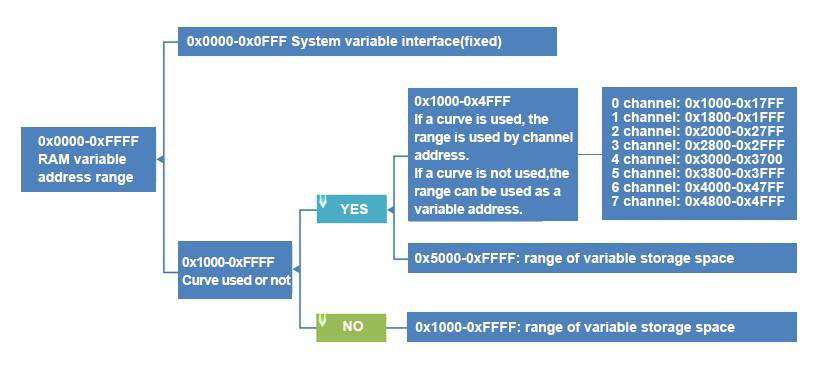 0x0000-0x0FFF System variable interface(fixed)
0x0000-0xFFFF
RAM variable
address range
0x1000-0x4FFF
If a curve is used, the
range is used by channel
address.
If a curve is not used,the
range can be used as a
variable address.
0 channel: 0x1000-0x17FF
1 channel: 0x1800-0x1FFF
2 channel: 0x2000-0x27FF
3 channel: 0x2800-0x2FFF
4 channel: 0x3000-0x3700
5 channel: 0x3800-0x3FFF
6 channel: 0x4000-0x47FF
7 channel: 0x4800-0x4FFF
YES
0x1000-0xFFFF
Curve used or not
0x5000-0xFFFF: range of variable storage space
NO
0x1000-0xFFFF: range of variable storage space